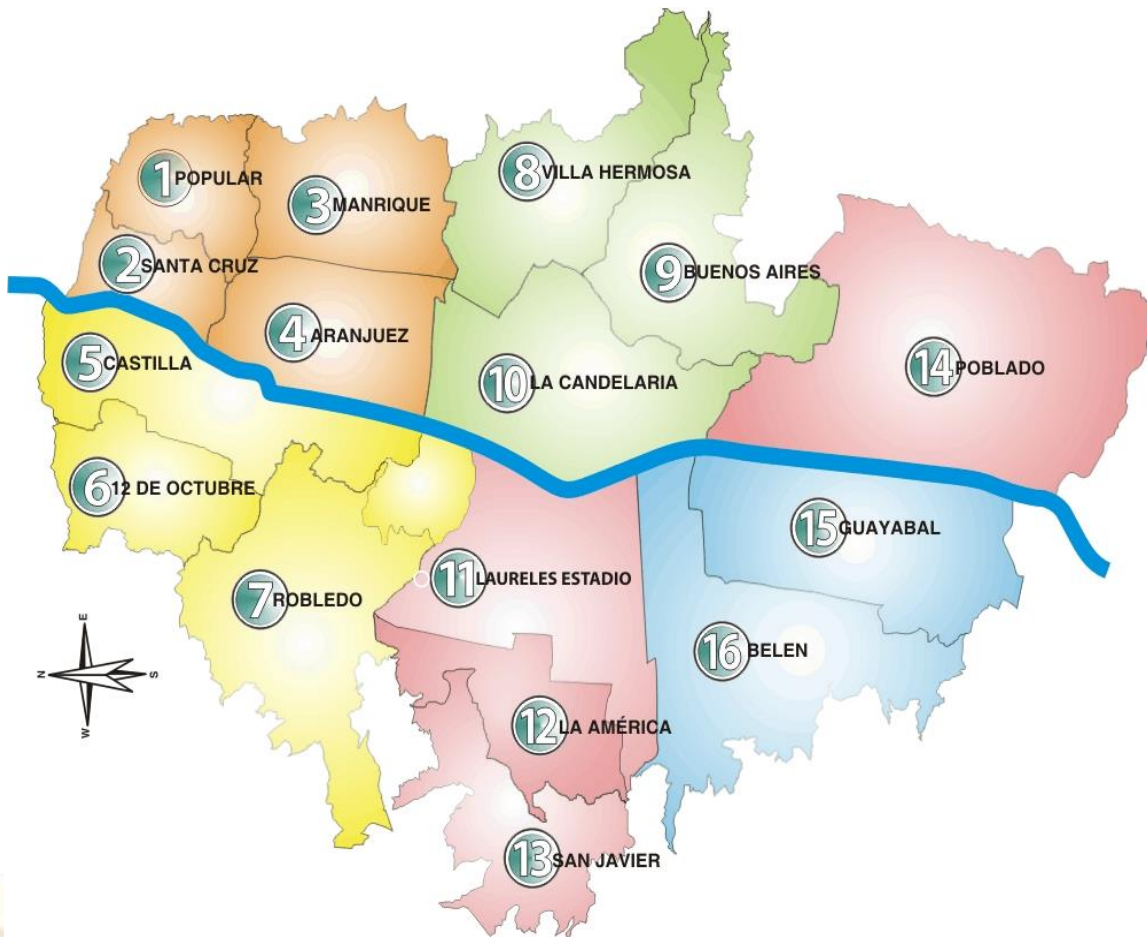 1 POPULAR
3 MANRIQUE
2 SANTA CRUZ
4 ARANJUEZ
5 CASTILLA
6 12 DE OCTUBRE
7 ROBLEDO
8 VILLA HERMOSA
9 BUENOS AIRES
10 LA CANDELARIA
11 LAURELES ESTADIO
12 LA AMÉRICA
13 SAN JAVIER
14 POBLADO
15 GUAYABAL
16 BELEN
E
N
S
W